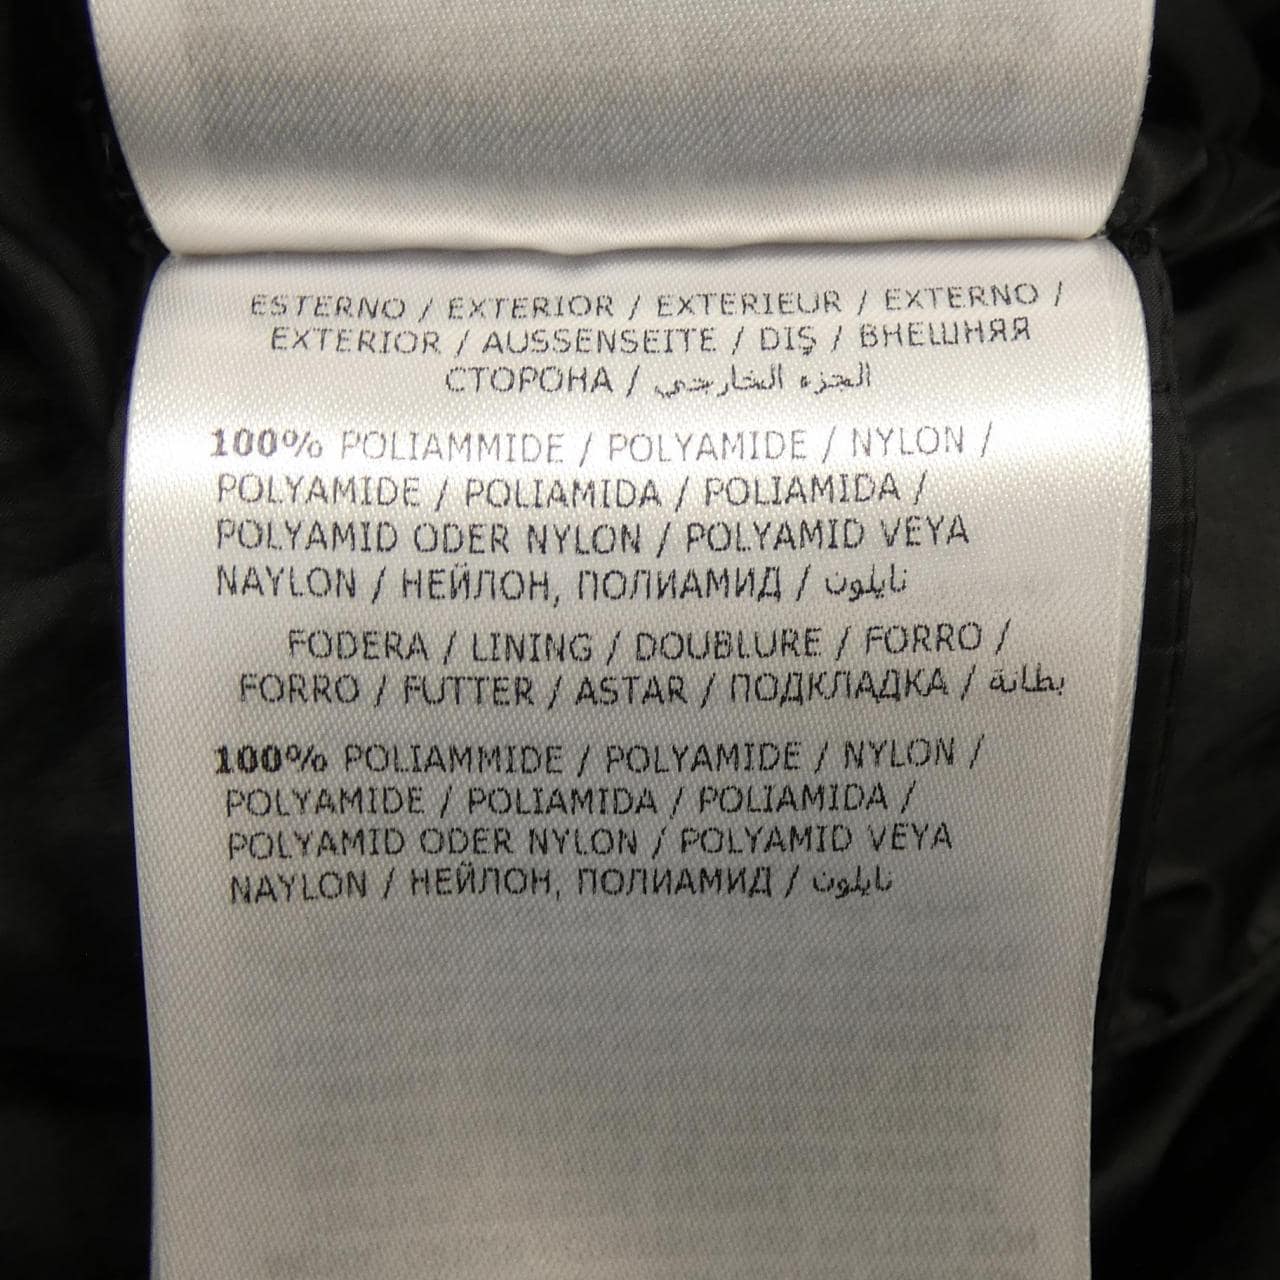 ESTERNO / EXTERIOR / EXTERIEUR / EXTERNO /
EXTERIOR / AUSSENSEITE / DIŞ / ВНЕШНЯЯ
СТОРОНА / الجزء الخارجي
100% POLIAMMIDE / POLYAMIDE / NYLON /
POLYAMIDE / POLIAMIDA / POLIAMIDA /
POLYAMID ODER NYLON / POLYAMID VEYA
NAYLON / НЕЙЛОН, ПОЛИАМИД / نايلون
FODERA / LINING / DOUBLURE / FORRO /
FORRO / FUTTER / ASTAR / ПОДКЛАДКА / بطانة
100% POLIAMMIDE / POLYAMIDE / NYLON /
POLYAMIDE / POLIAMIDA / POLIAMIDA /
POLYAMID ODER NYLON / POLYAMID VEYA
NAYLON / НЕЙЛОН, ПОЛИАМИД / نايلون